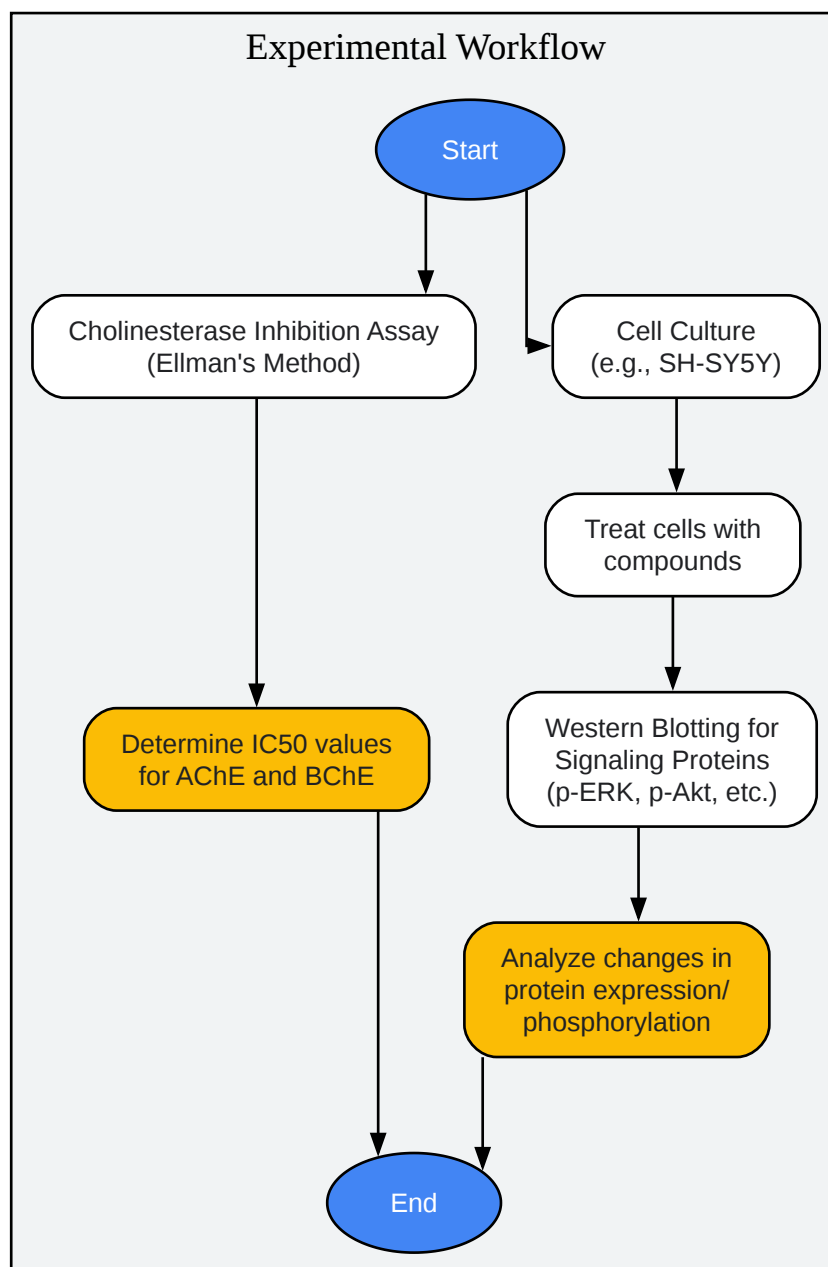 Experimental Workflow
Start
Cholinesterase Inhibition Assay
(Ellman's Method)
Cell Culture
(e.g., SH-SY5Y)
Treat cells with
compounds
Determine IC50 values
for AChE and BChE
Western Blotting for
Signaling Proteins
(p-ERK, p-Akt, etc.)
Analyze changes in
protein expression/
phosphorylation
End